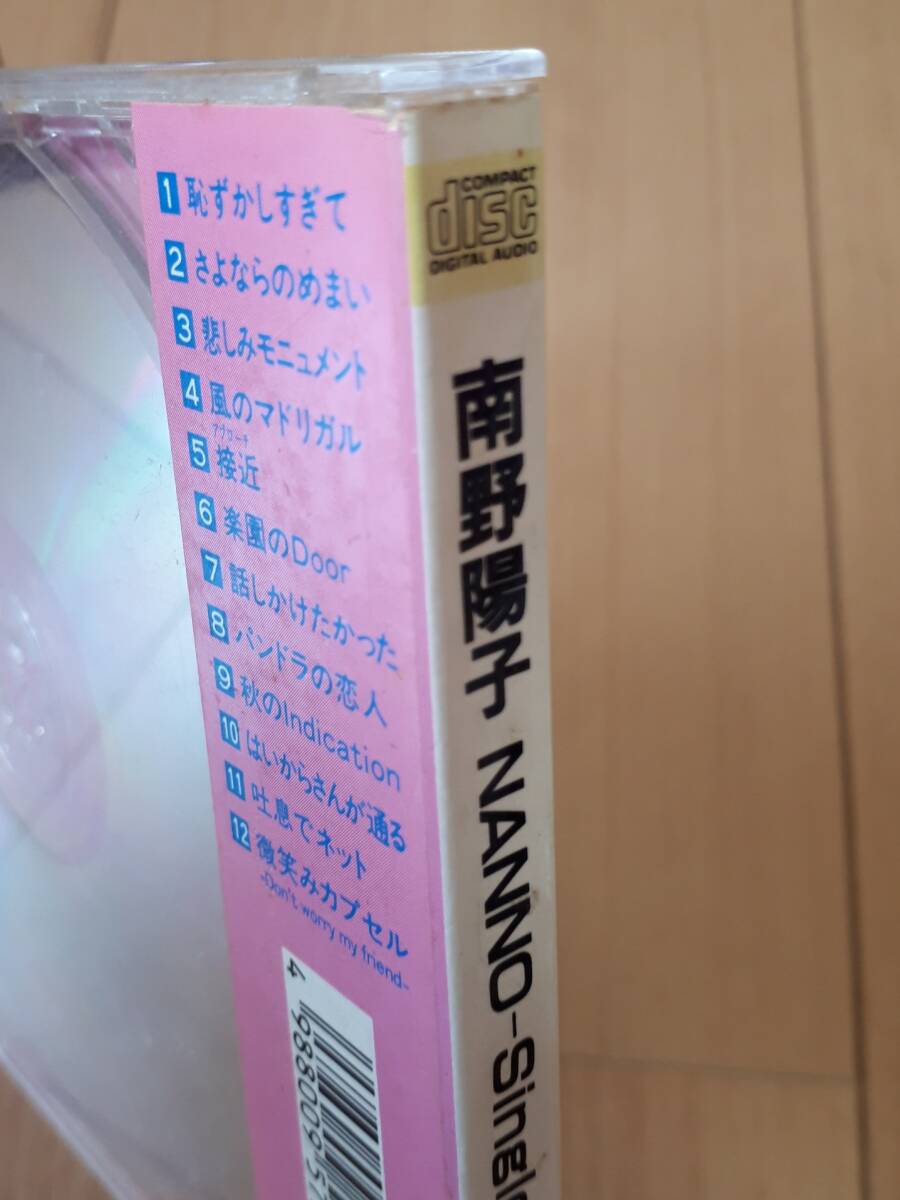 1 恥ずかしすぎて
2 さよならのめまい
3 悲しみモニュメント
4 風のマドリガル
アプローチ
5 接近
6 楽園のDoor
7 話しかけたかった
8 パンドラの恋人
9 秋のIndication
10 はいからさんが通る
11 吐息でネット
12 微笑みカプセル
-Don't worry my friend-
4 988009 5
COMPACT
disc
DIGITAL AUDIO
南野陽子 NANNO-Singl